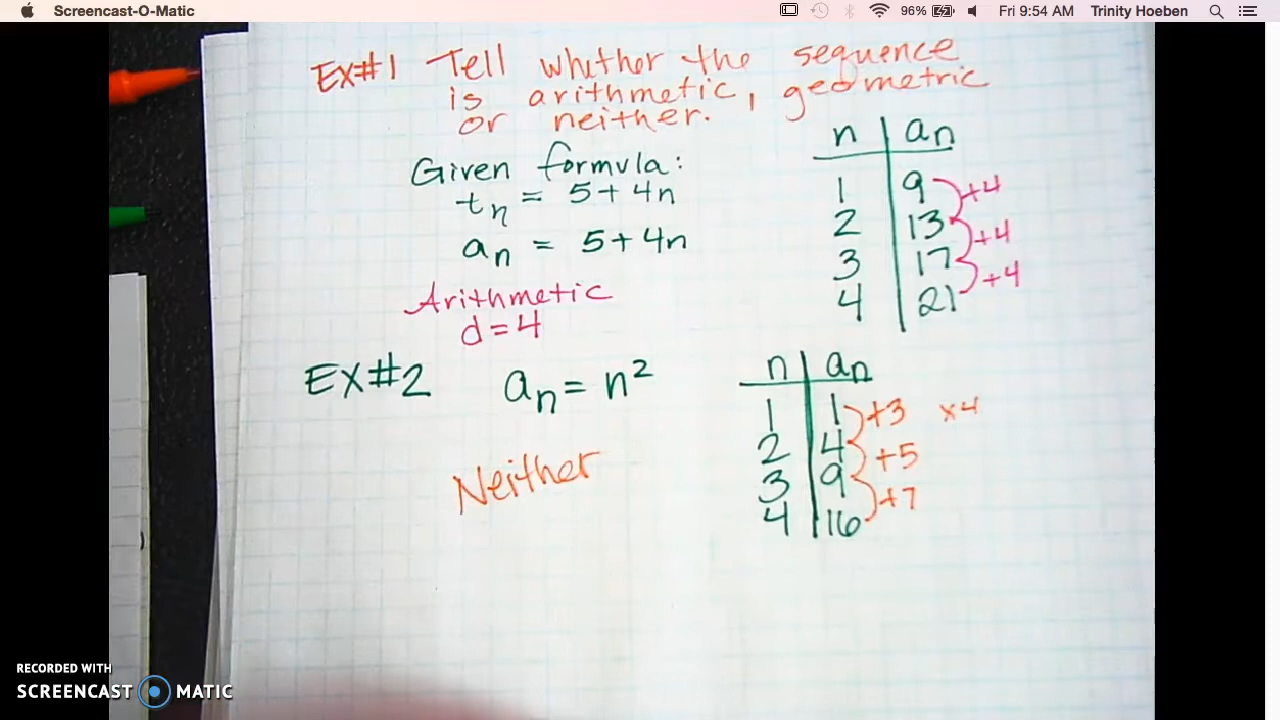 Screencast-O-Matic 96% Fri 9:54 AM Trinity Hoeben
EX#1 Tell whether the sequence
is arithmetic, geometric
or neither.
Given formula:
tn = 5+4n
an = 5+4n
Arithmetic
d=4
n an
1 9 +4
2 13 +4
3 17 +4
4 21
EX#2 an = n²
Neither
n an
1 1 +3 x4
2 4 +5
3 9 +7
4 16
RECORDED WITH
SCREENCAST MATIC